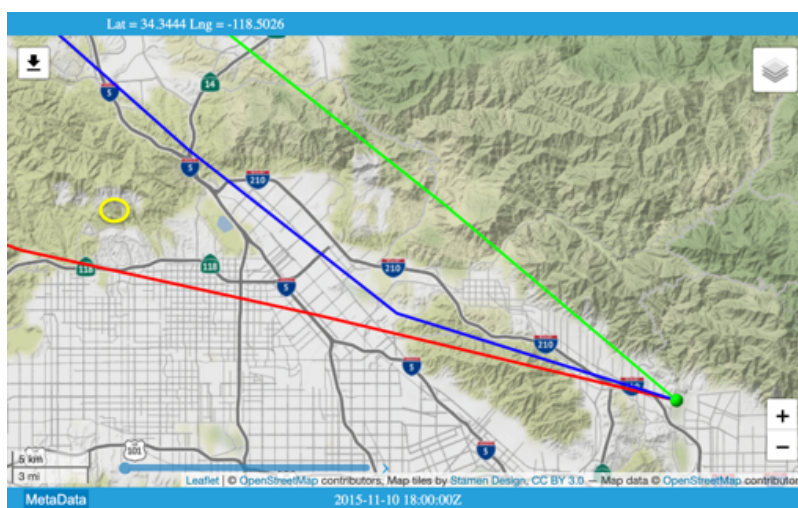 Lat = 34.3444 Lng = -118.5026
14
5
5
210
118
118
210
5
210
5
101
5
5 km
3 mi
Leaflet | © OpenStreetMap contributors, Map tiles by Stamen Design, CC BY 3.0 — Map data © OpenStreetMap contributor
+
−
MetaData
2015-11-10 18:00:00Z